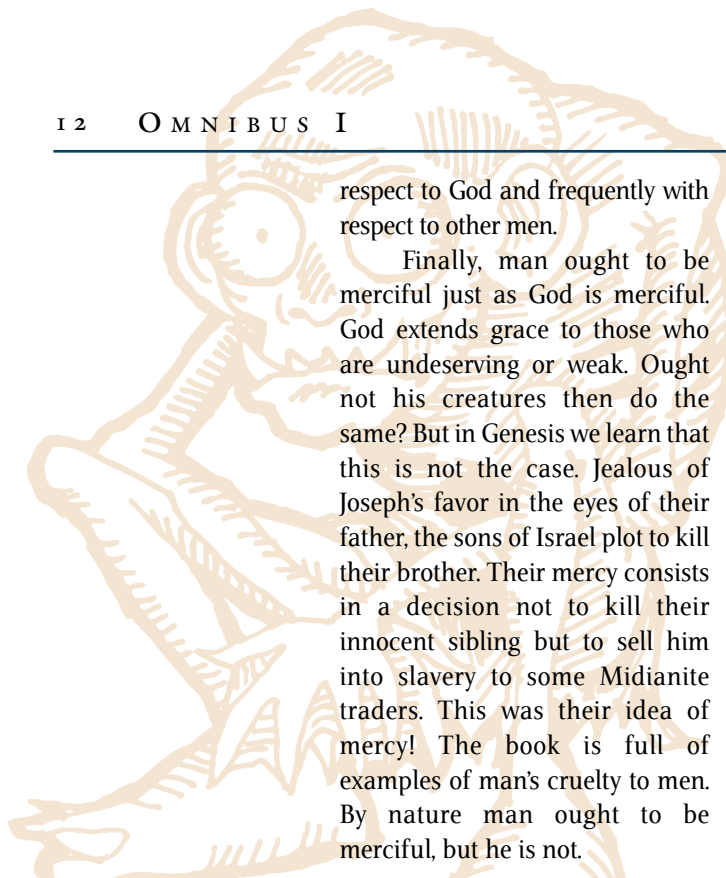 12 OMNIBUS I
respect to God and frequently with
respect to other men.
Finally, man ought to be
merciful just as God is merciful.
God extends grace to those who
are undeserving or weak. Ought
not his creatures then do the
same? But in Genesis we learn that
this is not the case. Jealous of
Joseph's favor in the eyes of their
father, the sons of Israel plot to kill
their brother. Their mercy consists
in a decision not to kill their
innocent sibling but to sell him
into slavery to some Midianite
traders. This was their idea of
mercy! The book is full of
examples of man's cruelty to men.
By nature man ought to be
merciful, but he is not.